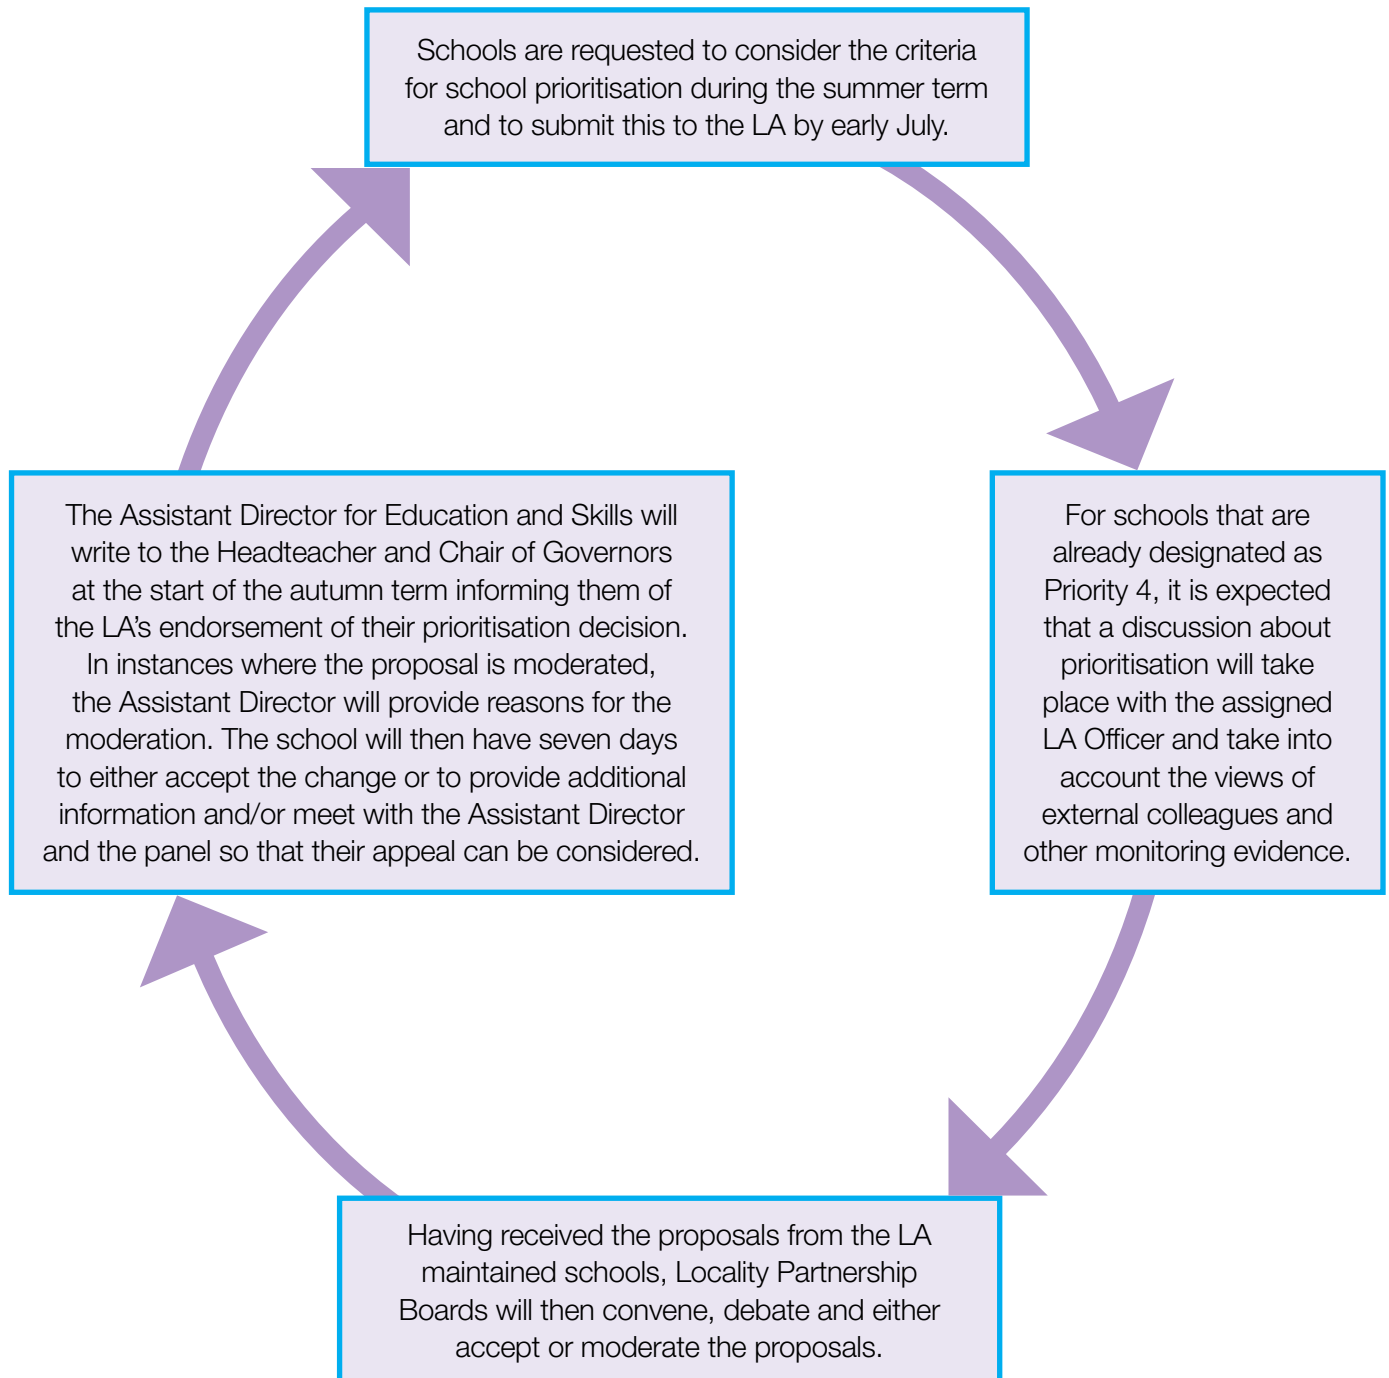 Schools are requested to consider the criteria
for school prioritisation during the summer term
and to submit this to the LA by early July.
For schools that are
already designated as
Priority 4, it is expected
that a discussion about
prioritisation will take
place with the assigned
LA Officer and take into
account the views of
external colleagues and
other monitoring evidence.
Having received the proposals from the LA
maintained schools, Locality Partnership
Boards will then convene, debate and either
accept or moderate the proposals.
The Assistant Director for Education and Skills will
write to the Headteacher and Chair of Governors
at the start of the autumn term informing them of
the LA’s endorsement of their prioritisation decision.
In instances where the proposal is moderated,
the Assistant Director will provide reasons for the
moderation. The school will then have seven days
to either accept the change or to provide additional
information and/or meet with the Assistant Director
and the panel so that their appeal can be considered.